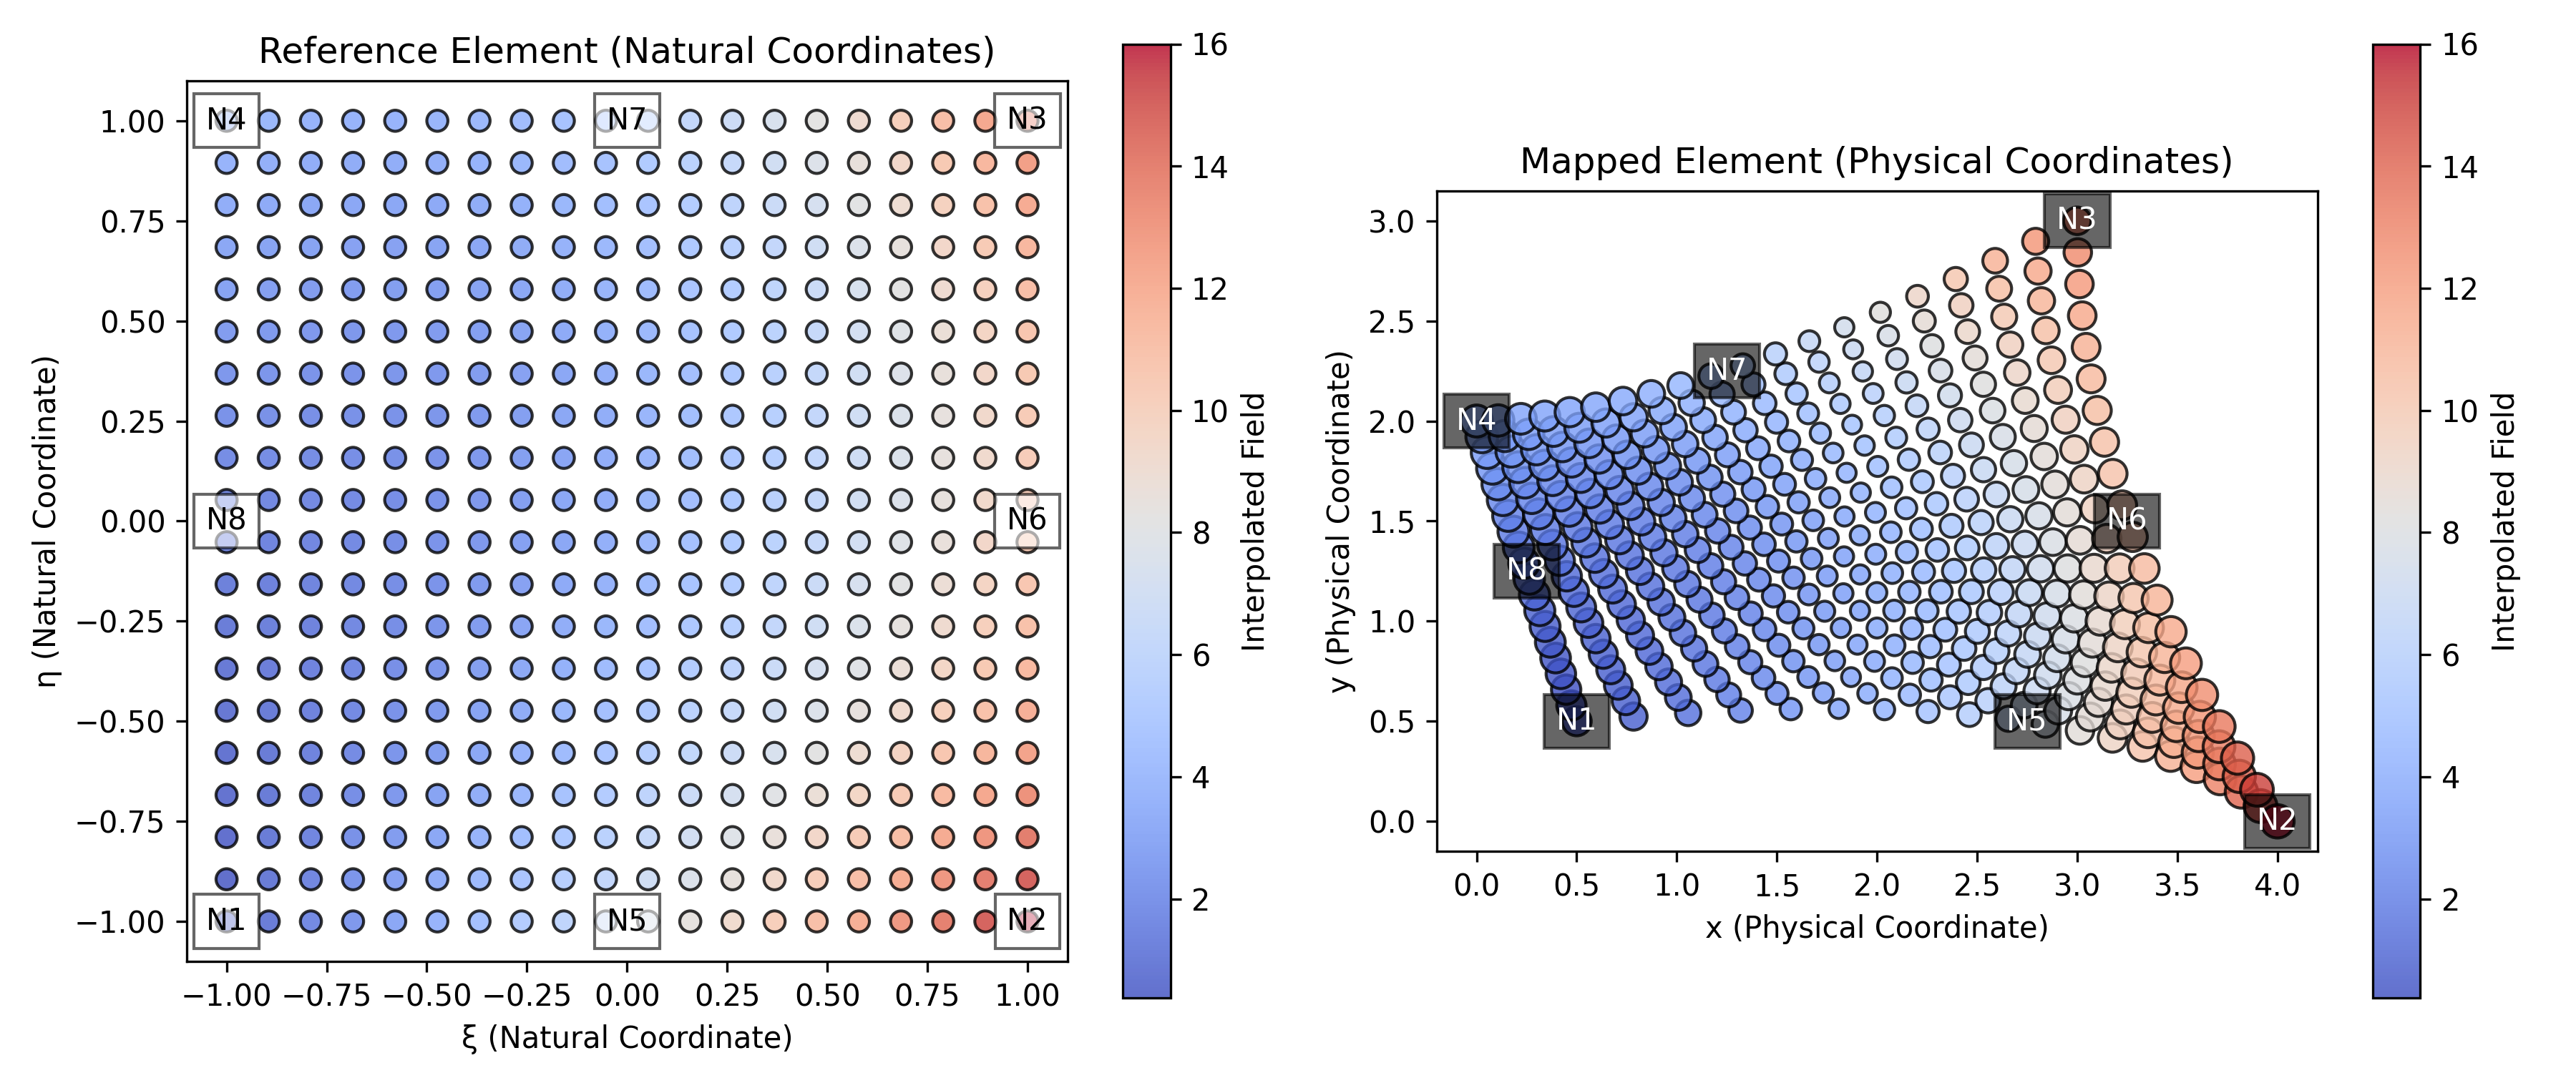 Reference Element (Natural Coordinates)
1.00
0.75
0.50
0.25
0.00
−0.25
−0.50
−0.75
−1.00
η (Natural Coordinate)
N4
N7
N3
N8
N6
N1
N5
N2
−1.00 −0.75 −0.50 −0.25 0.00 0.25 0.50 0.75 1.00
ξ (Natural Coordinate)
16
14
12
10
8
6
4
2
Interpolated Field
Mapped Element (Physical Coordinates)
3.0
2.5
2.0
1.5
1.0
0.5
0.0
y (Physical Coordinate)
N3
N7
N4
N6
N8
N1
N5
N2
0.0 0.5 1.0 1.5 2.0 2.5 3.0 3.5 4.0
x (Physical Coordinate)
16
14
12
10
8
6
4
2
Interpolated Field